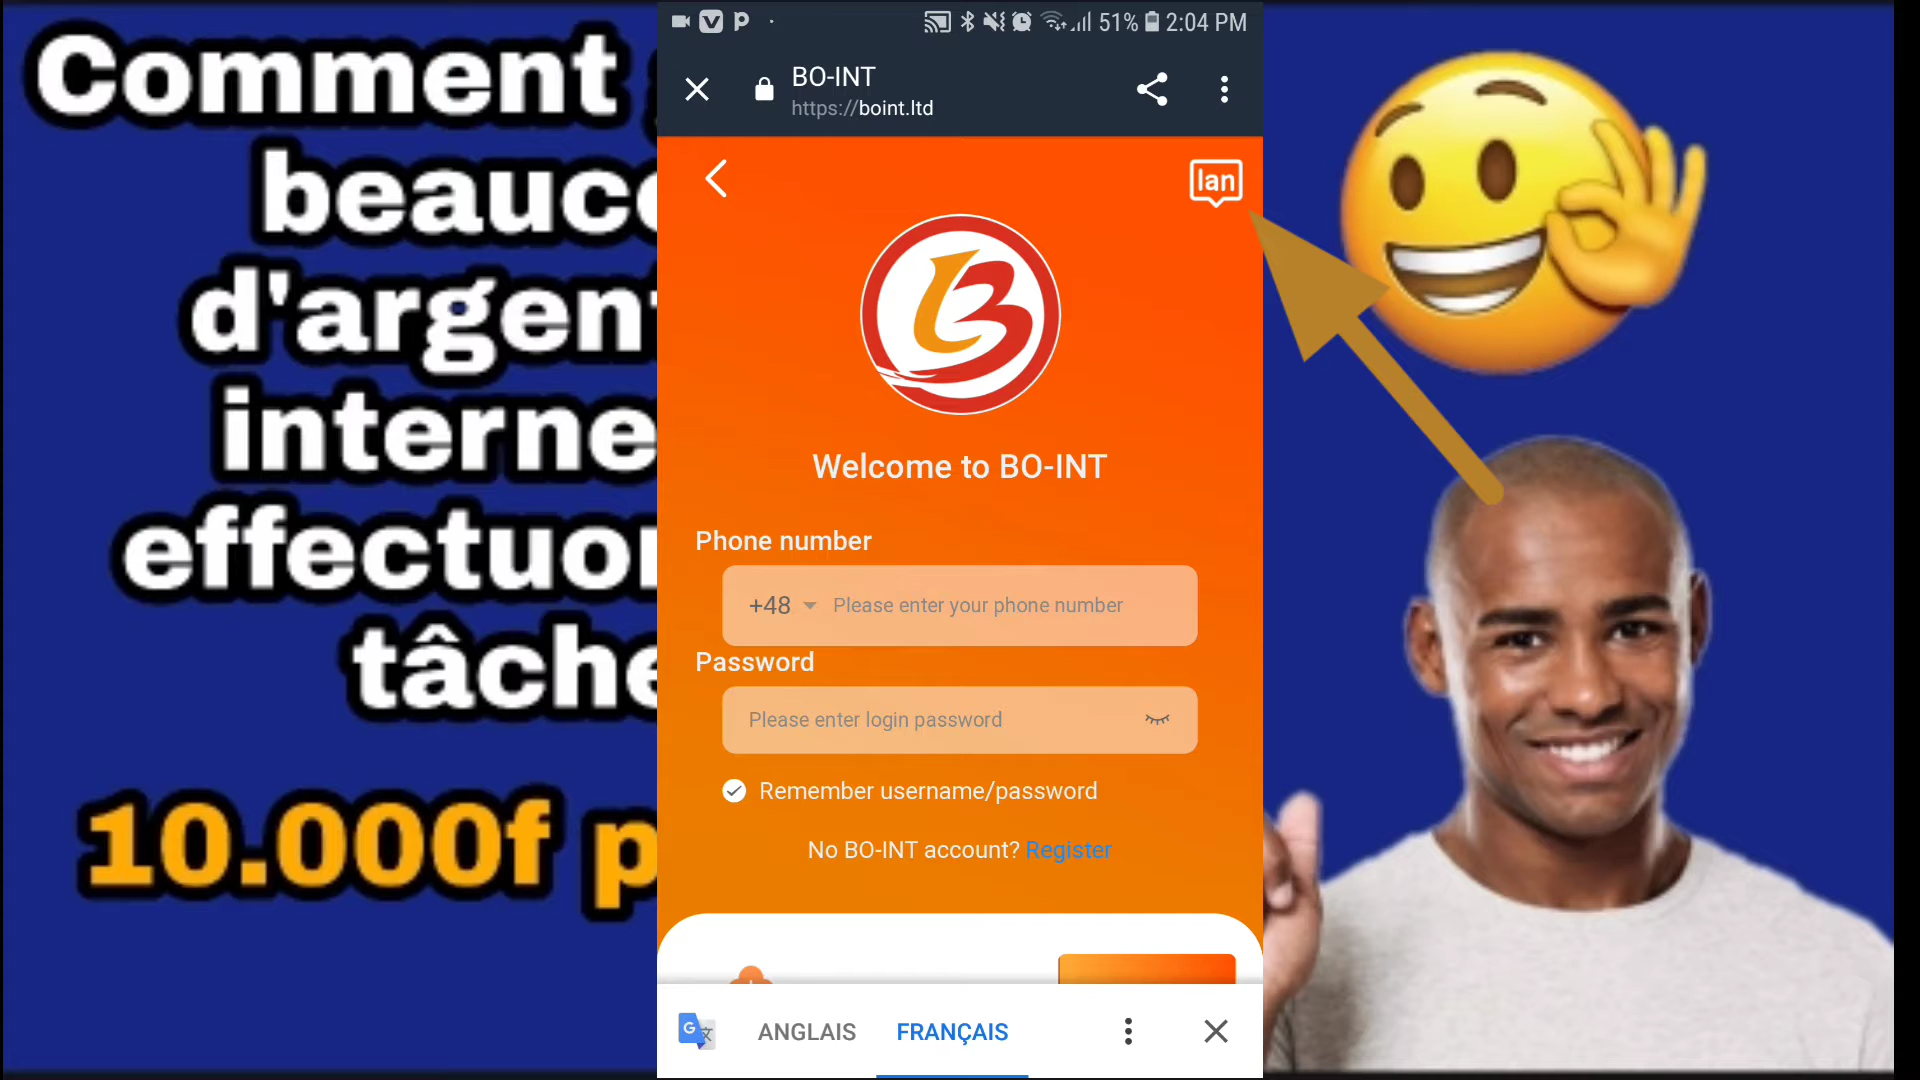 Comment
beauc
d'argent
interne
effectuo
tâche
10.000f p
51% 2:04 PM
BO-INT
https://boint.ltd
lan
Welcome to BO-INT
Phone number
+48 Please enter your phone number
Password
Please enter login password
Remember username/password
No BO-INT account? Register
ANGLAIS FRANÇAIS